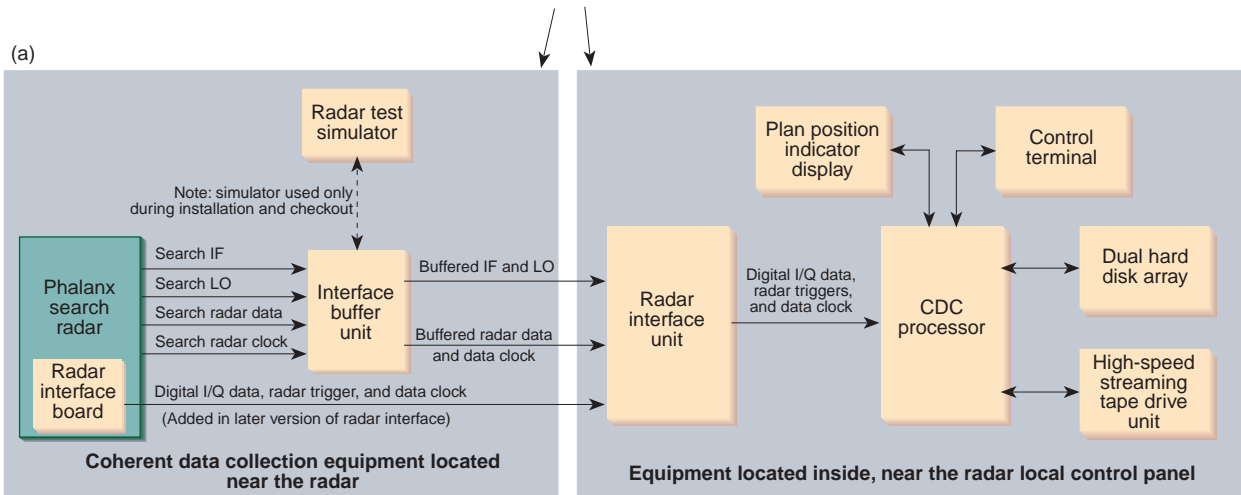 (a)
Radar test
simulator
Note: simulator used only
during installation and checkout
Phalanx
search
radar
Radar
interface
board
Search IF
Search LO
Search radar data
Search radar clock
Interface
buffer
unit
Buffered IF and LO
Buffered radar data
and data clock
Digital I/Q data, radar trigger, and data clock
(Added in later version of radar interface)
Coherent data collection equipment located
near the radar
Plan position
indicator
display
Control
terminal
Radar
interface
unit
Digital I/Q data,
radar triggers,
and data clock
CDC
processor
Dual hard
disk array
High-speed
streaming
tape drive
unit
Equipment located inside, near the radar local control panel